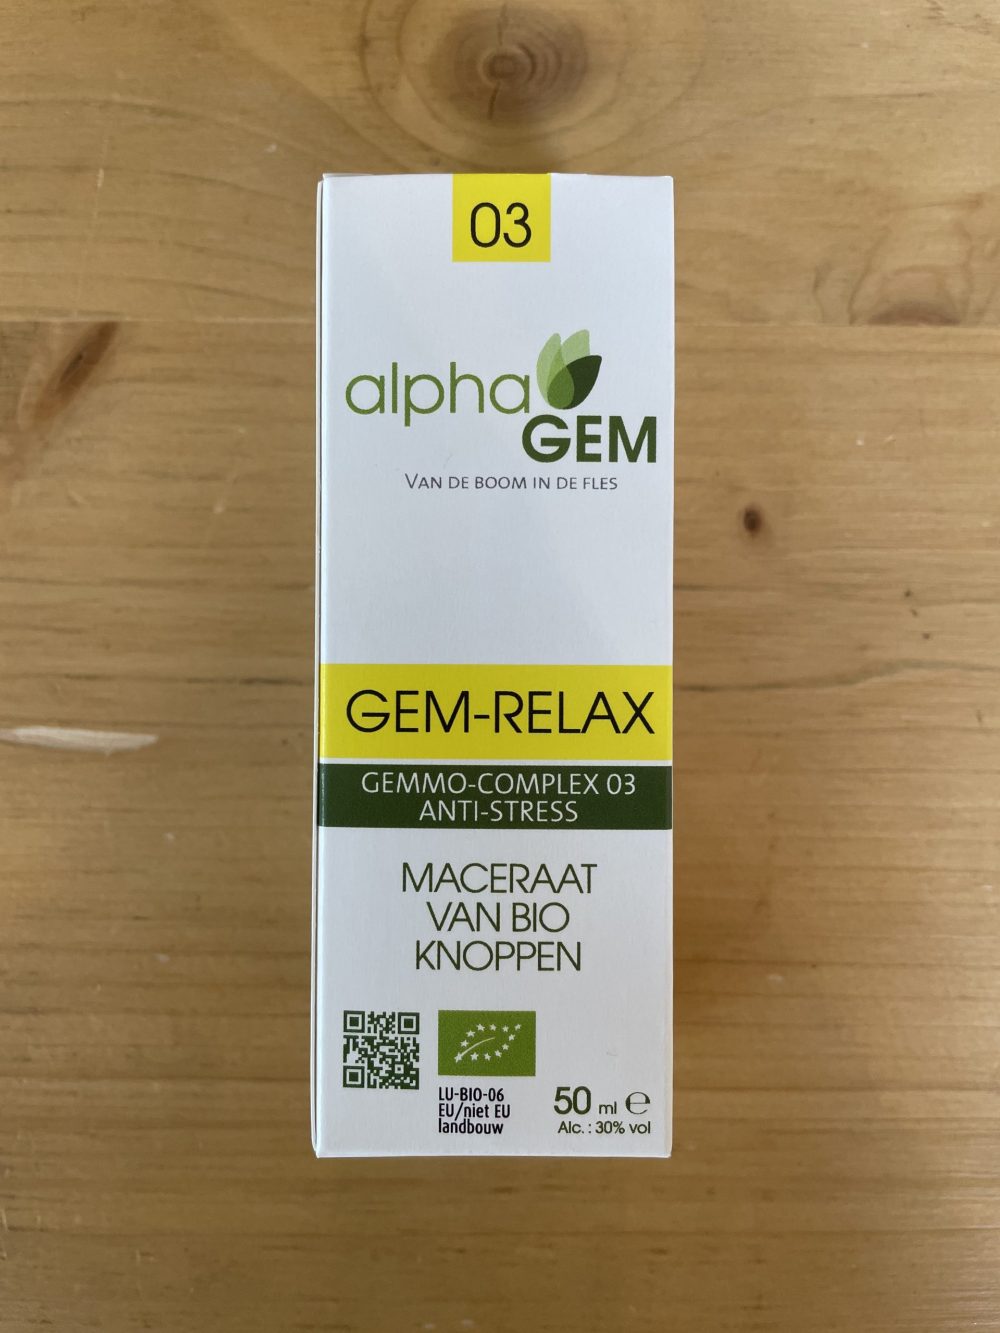 03
alpha
GEM
VAN DE BOOM IN DE FLES
GEM-RELAX
GEMMO-COMPLEX 03
ANTI-STRESS
MACERAAT
VAN BIO
KNOPPEN
LU-BIO-06
EU/niet EU
landbouw
50 ml ℮
Alc.: 30% vol